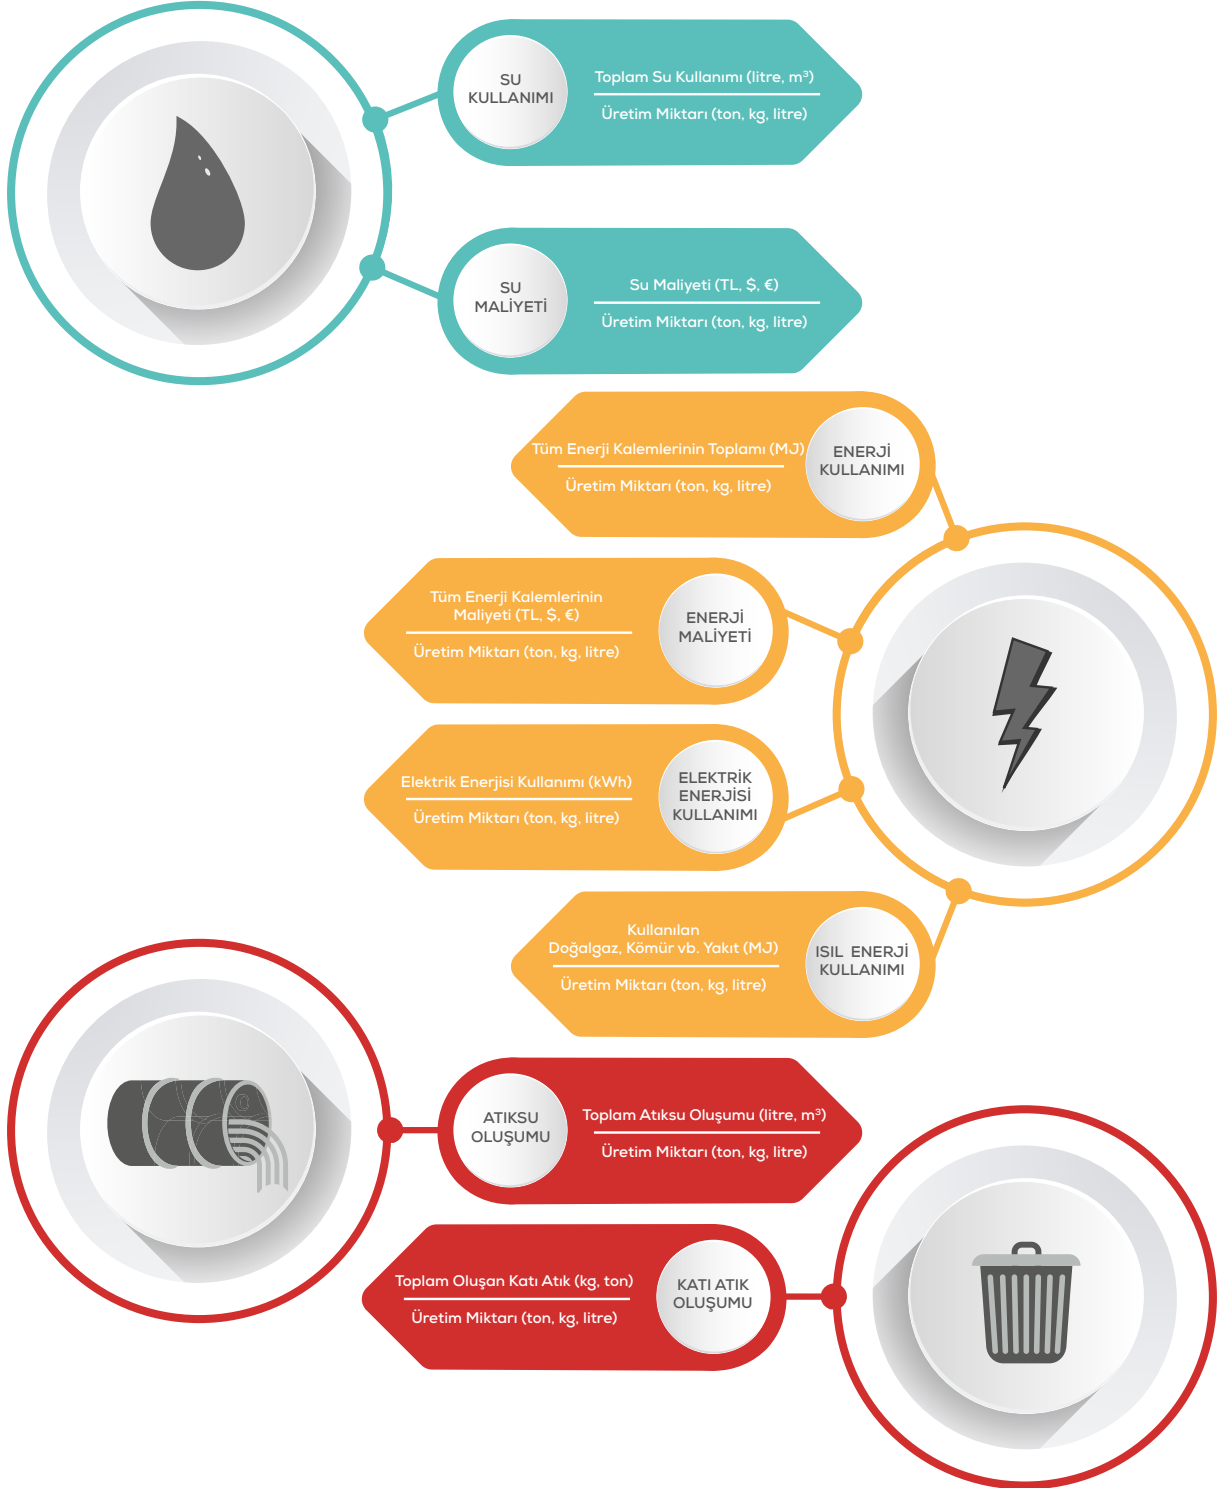 SU
KULLANIMI
Toplam Su Kullanımı (litre, m³)
Üretim Miktarı (ton, kg, litre)
SU
MALİYETİ
Su Maliyeti (TL, $, €)
Üretim Miktarı (ton, kg, litre)
Tüm Enerji Kalemlerinin Toplamı (MJ)
Üretim Miktarı (ton, kg, litre)
ENERJİ
KULLANIMI
Tüm Enerji Kalemlerinin
Maliyeti (TL, $, €)
Üretim Miktarı (ton, kg, litre)
ENERJİ
MALİYETİ
Elektrik Enerjisi Kullanımı (kWh)
Üretim Miktarı (ton, kg, litre)
ELEKTRİK
ENERJİSİ
KULLANIMI
Kullanılan
Doğalgaz, Kömür vb. Yakıt (MJ)
Üretim Miktarı (ton, kg, litre)
ISIL ENERJİ
KULLANIMI
ATIKSU
OLUŞUMU
Toplam Atıksu Oluşumu (litre, m³)
Üretim Miktarı (ton, kg, litre)
Toplam Oluşan Katı Atık (kg, ton)
Üretim Miktarı (ton, kg, litre)
KATI ATIK
OLUŞUMU